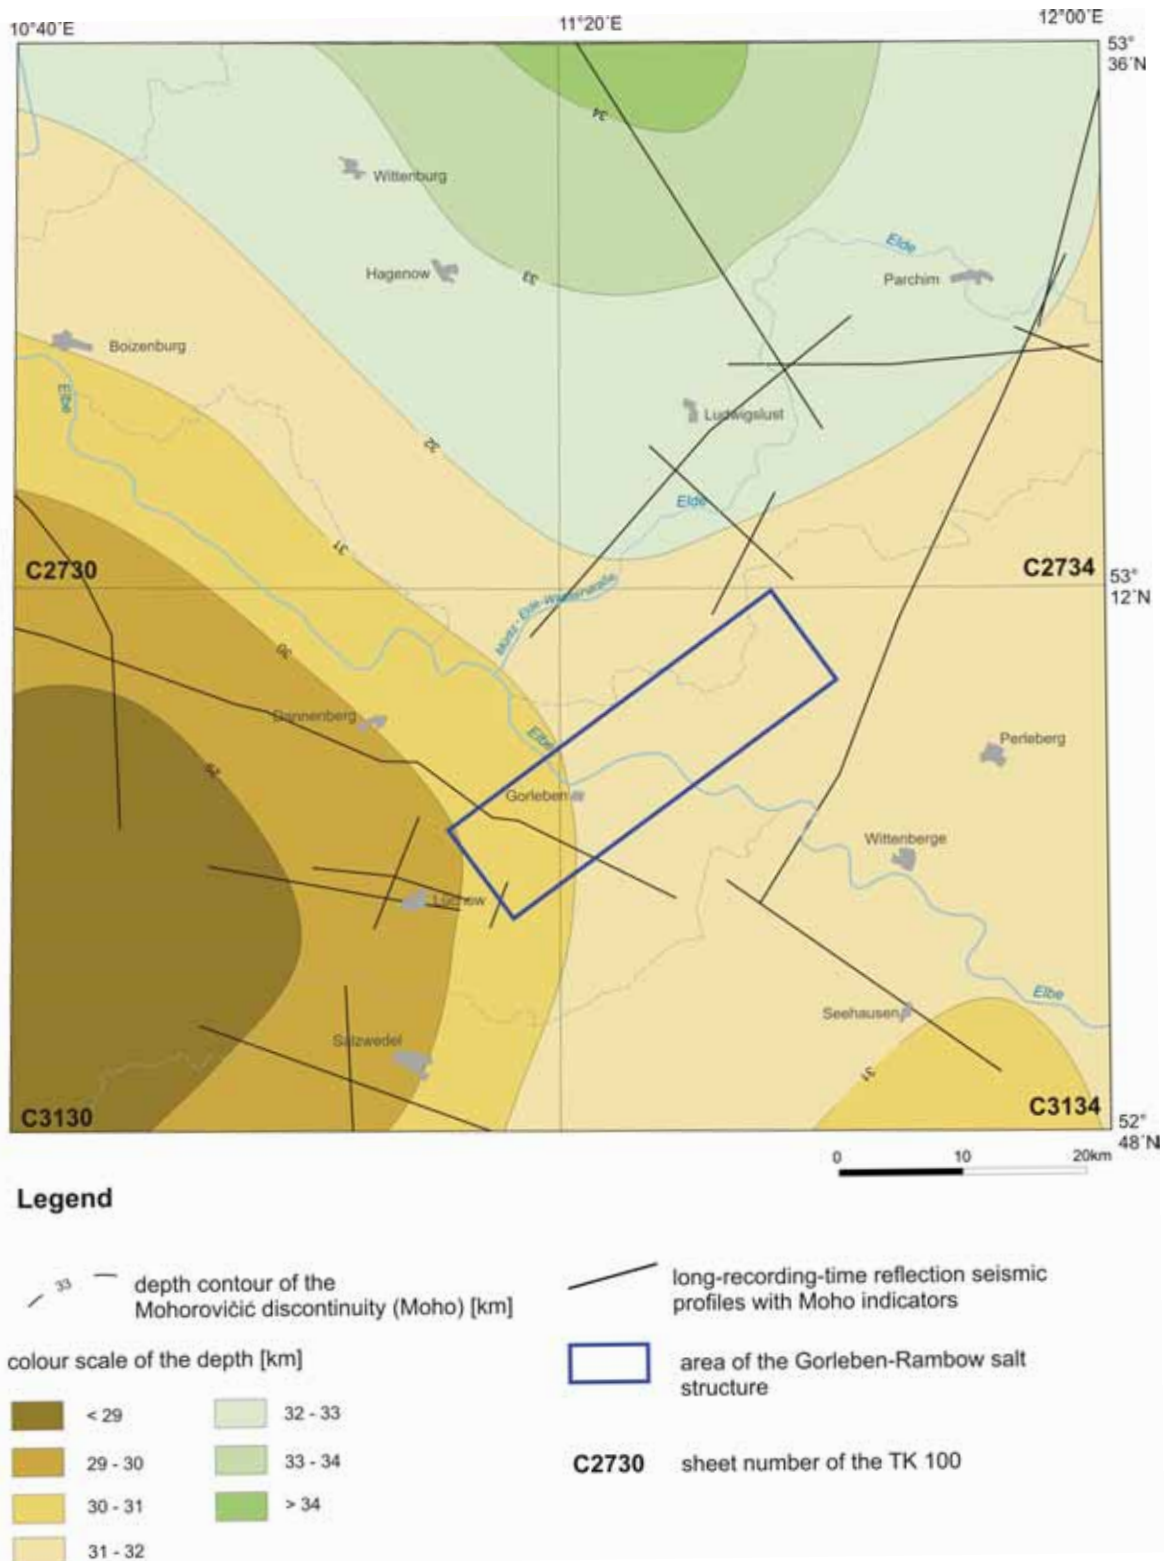 10°40´E
11°20´E
12°00´E
53°
36´N
34
Wittenburg
Elde
Hagenow
33
Parchim
Boizenburg
Elbe
Ludwigslust
32
Elde
31
C2730
C2734
53°
12´N
Müritz - Elde-Wasserstraße
30
Dannenberg
Elbe
Perleberg
29
Gorleben
Wittenberge
Lüchow
Elbe
Seehausen
Salzwedel
31
C3130
C3134
52°
48´N
0 10 20km
Legend
33
depth contour of the
Mohorovičić discontinuity (Moho) [km]
long-recording-time reflection seismic
profiles with Moho indicators
colour scale of the depth [km]
area of the Gorleben-Rambow salt
structure
< 29
32 - 33
29 - 30
33 - 34
C2730
sheet number of the TK 100
30 - 31
> 34
31 - 32